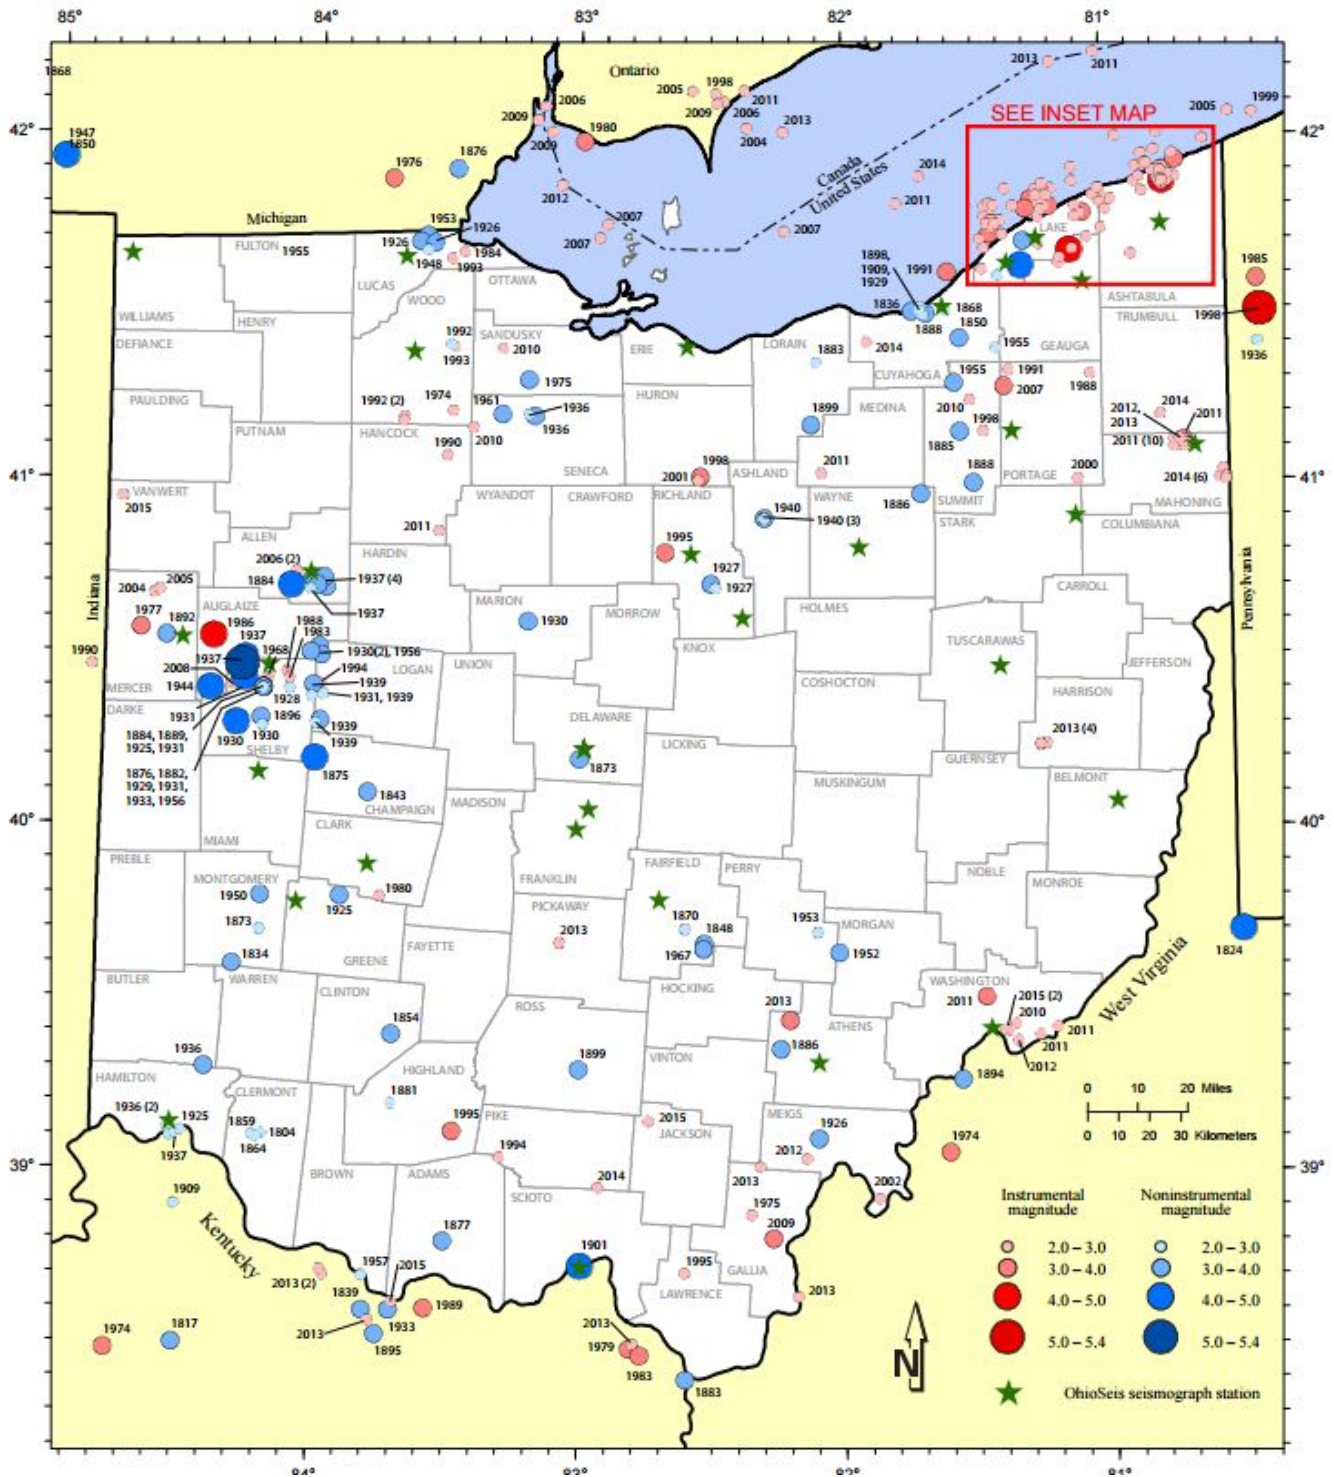 85° 84° 83° 82° 81°
1868
Ontario
2013
2011
2005 1998 2011
2006
2009 2006
2009
2013
2004
2005 1999
SEE INSET MAP
42°
1947
1850
1980
2009
1976
1876
Canada
United States
2014
2012
2011
Michigan
1953
1926 1926
2007
2007
2007
FULTON
1955
1948
1984
1993
LAKE
1898,
1909,
1929
1991
1985
LUCAS
WOOD
OTTAWA
ASHTABULA
WILLIAMS
HENRY
1836
1868
1888
1850
TRUMBULL
1998
DEFIANCE
1992
1993
SANDUSKY
2010
ERIE
LORAIN
2014
1955
GEAUGA
1936
1883
CUYAHOGA
1955
1991
2007
1988
1975
PAULDING
1992 (2)
1974
1961
1936
1936
HURON
MEDINA
1899
2010
1998
2014
2012,
2013
2011
2011 (10)
PUTNAM
HANCOCK
1990
2010
1885
41°
SENECA
1998
2001
ASHLAND
2011
1888
PORTAGE
2000
2014 (6)
VANWERT
2015
WYANDOT
CRAWFORD
RICHLAND
WAYNE
1886
SUMMIT
MAHONING
1940
1940 (3)
STARK
COLUMBIANA
2011
ALLEN
HARDIN
1995
2006 (2)
1884
1937 (4)
1937
1927
1927
Indiana
Pennsylvania
2004 2005
AUGLAIZE
CARROLL
MARION
1930
MORROW
HOLMES
1977
1892
1986
1937
1988
1983
TUSCARAWAS
1990
1937
1968
1930(2), 1956
UNION
KNOX
JEFFERSON
2008
1944
1994
LOGAN
1939
MERCER
COSHOCTON
HARRISON
1928
1931, 1939
DARKE
1931
1896
1884, 1889,
1925, 1931
1930
1930
1939
DELAWARE
2013 (4)
SHELBY
1939
LICKING
GUERNSEY
1876, 1882,
1929, 1931,
1933, 1956
1875
1873
BELMONT
MUSKINGUM
1843
CHAMPAIGN
MADISON
40°
CLARK
MIAMI
PREBLE
FAIRFIELD
PERRY
MONTGOMERY
FRANKLIN
NOBLE
MONROE
1950
1980
1925
PICKAWAY
1870
1953
MORGAN
1873
2013
1848
1967
1952
1824
1834
FAYETTE
GREENE
BUTLER
WARREN
CLINTON
HOCKING
WASHINGTON
West Virginia
ROSS
2013
2011
2015 (2)
2010
1854
ATHENS
2011
2011
1936
1899
VINTON
1886
2012
HAMILTON
HIGHLAND
1894
CLERMONT
1881
0 10 20 Miles
1936 (2)
1925
1859
1804
1995
PIKE
2015
MEIGS
1926
0 10 20 30 Kilometers
1937
1864
1994
JACKSON
2012
1974
39°
BROWN
ADAMS
2014
2013
2002
1909
SCIOTO
Instrumental
magnitude
Noninstrumental
magnitude
1975
2009
Kentucky
1877
2.0 – 3.0 2.0 – 3.0
1901
1957
2015
1995
GALLIA
3.0 – 4.0 3.0 – 4.0
2013 (2)
LAWRENCE
2013
4.0 – 5.0 4.0 – 5.0
1839
1989
1974
1817
2013
1933
2013
1979
5.0 – 5.4 5.0 – 5.4
1895
1983
N
1883
OhioSeis seismograph station